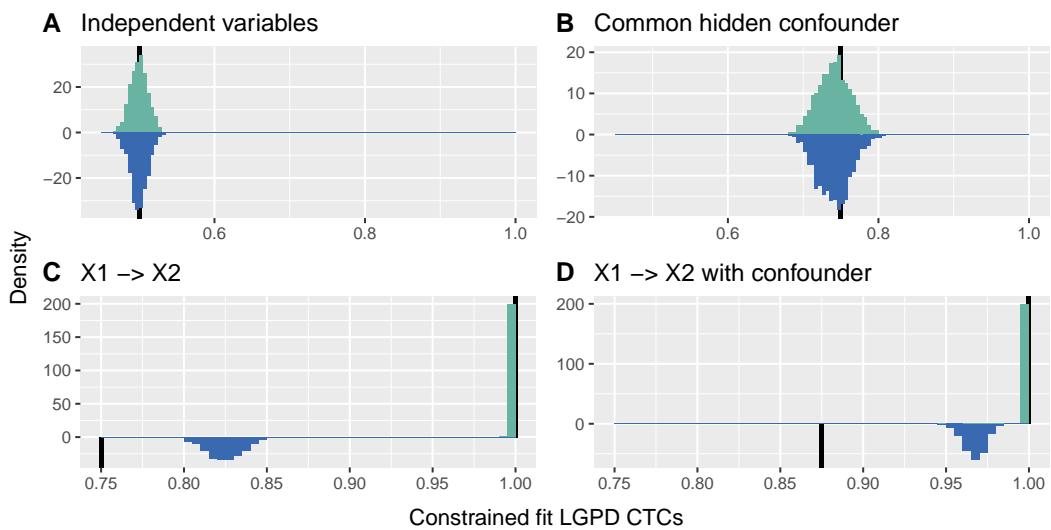 A Independent variables
20
0
−20
0.6 0.8 1.0
B Common hidden confounder
20
10
0
−10
−20
0.6 0.8 1.0
Density
C X1 −> X2
200
150
100
50
0
0.75 0.80 0.85 0.90 0.95 1.00
D X1 −> X2 with confounder
200
100
0
0.75 0.80 0.85 0.90 0.95 1.00
Constrained fit LGPD CTCs